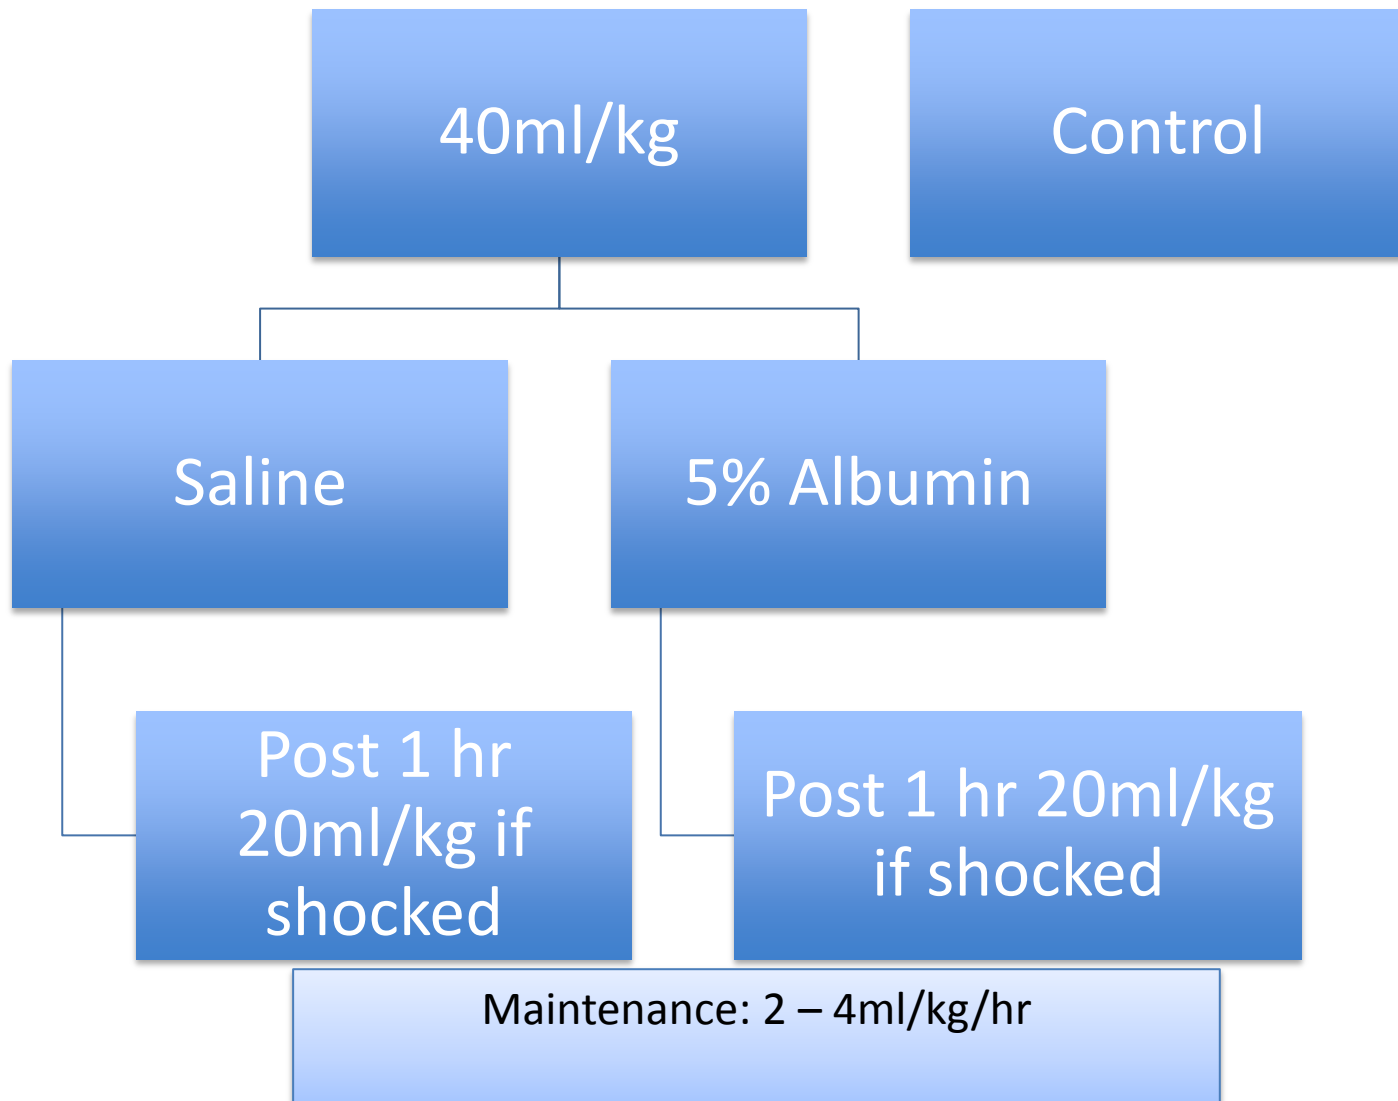 40ml/kg
Control
Saline
5% Albumin
Post 1 hr
20ml/kg if
shocked
Post 1 hr 20ml/kg
if shocked
Maintenance: 2 – 4ml/kg/hr